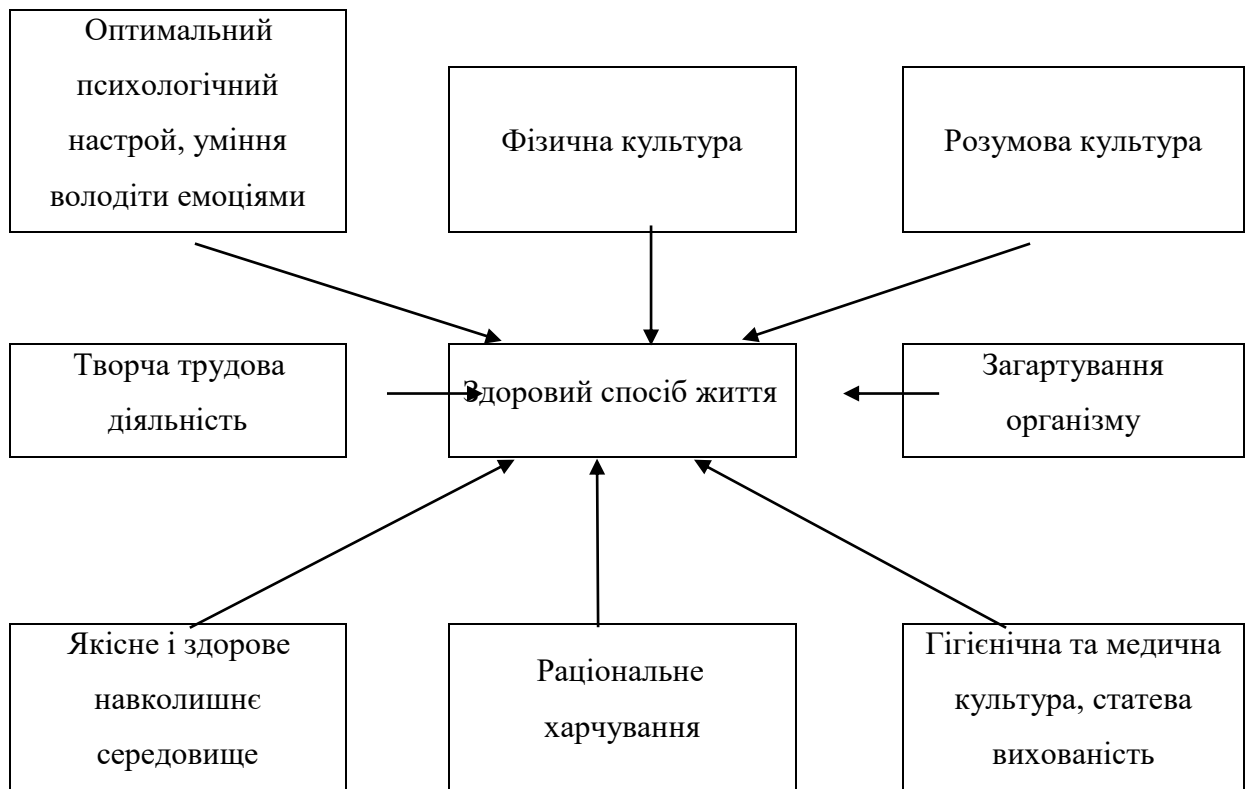 Оптимальний
психологічний
настрой, уміння
володіти емоціями
Фізична культура
Розумова культура
Творча трудова
діяльність
Здоровий спосіб життя
Загартування
організму
Якісне і здорове
навколишнє
середовище
Раціональне
харчування
Гігієнічна та медична
культура, статева
вихованість